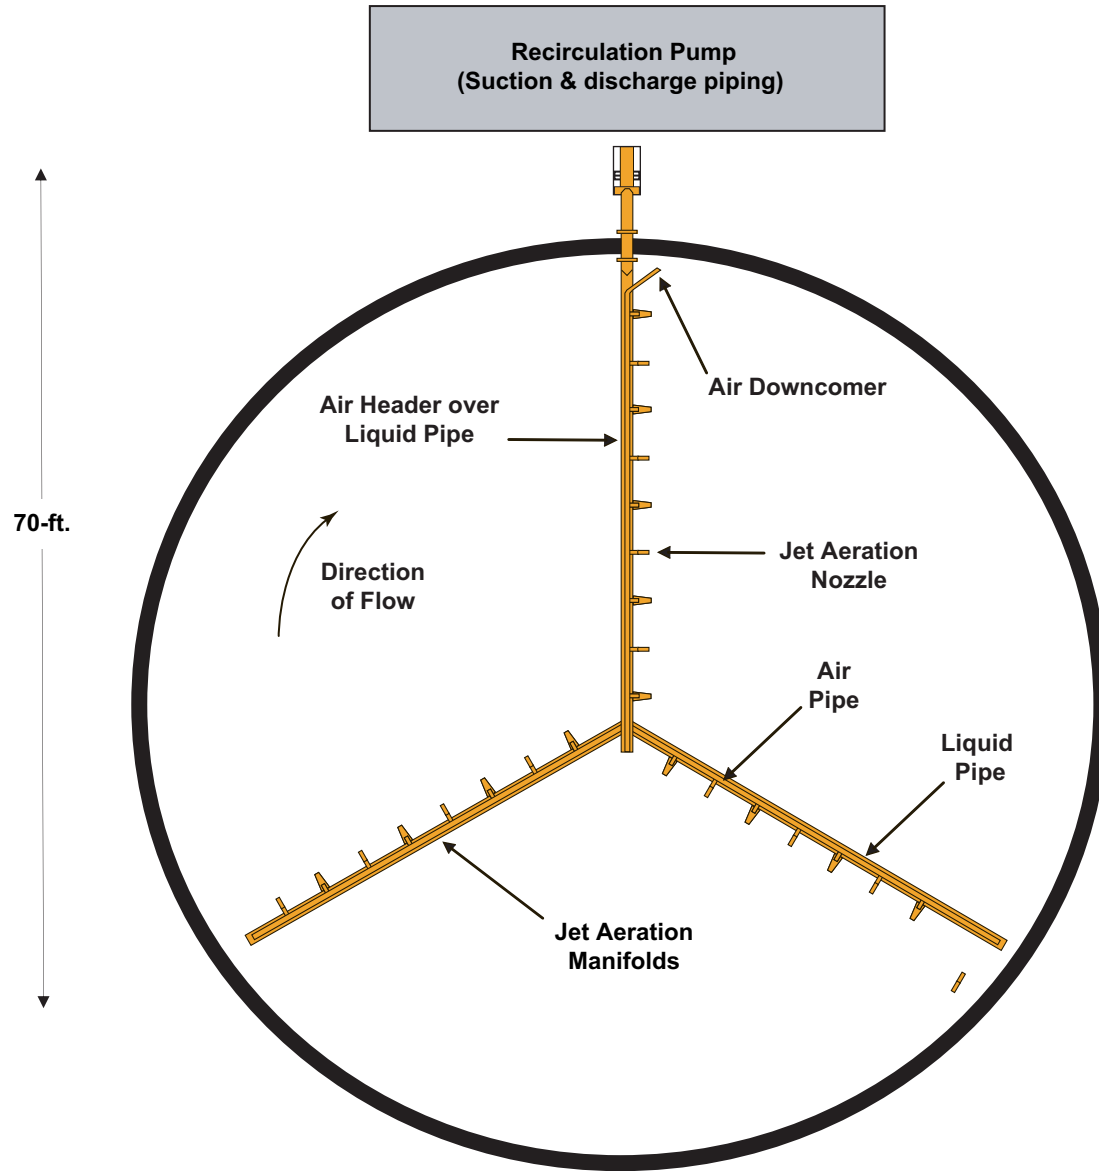 Recirculation Pump
(Suction & discharge piping)
Air Downcomer
Air Header over
Liquid Pipe
70-ft.
Jet Aeration
Nozzle
Direction
of Flow
Air
Pipe
Liquid
Pipe
Jet Aeration
Manifolds